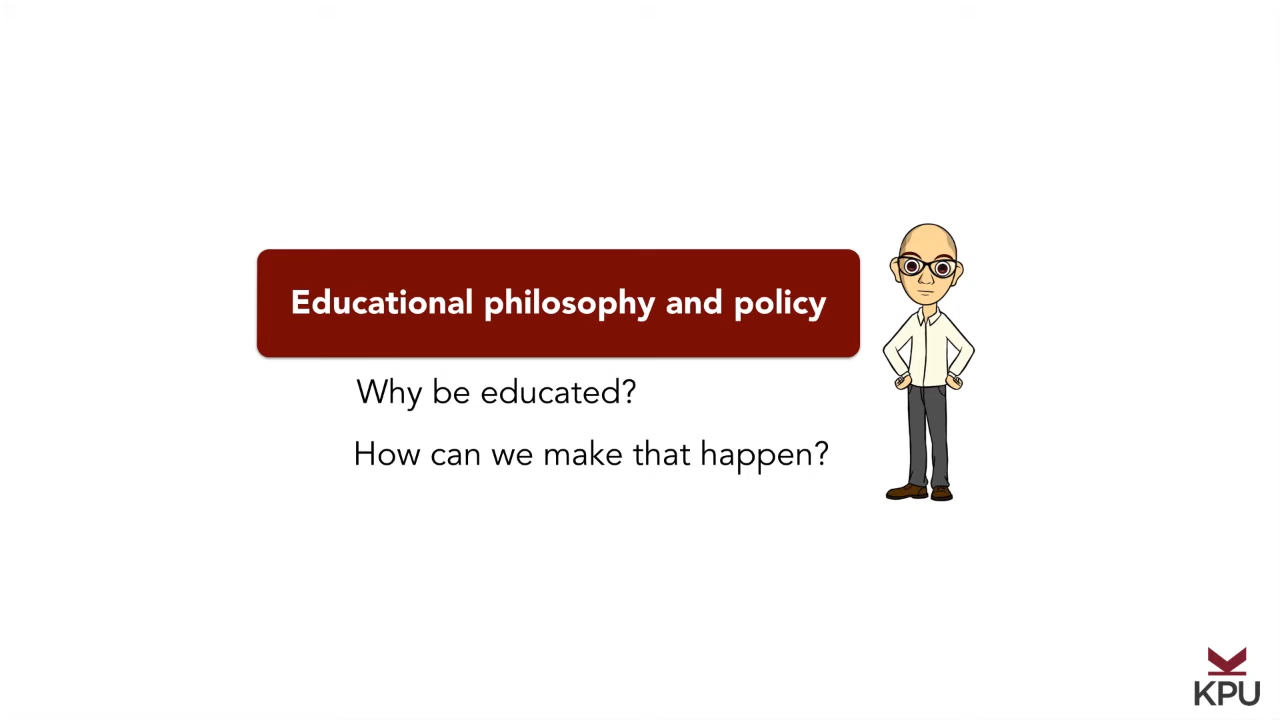 Educational philosophy and policy
Why be educated?
How can we make that happen?
KPU